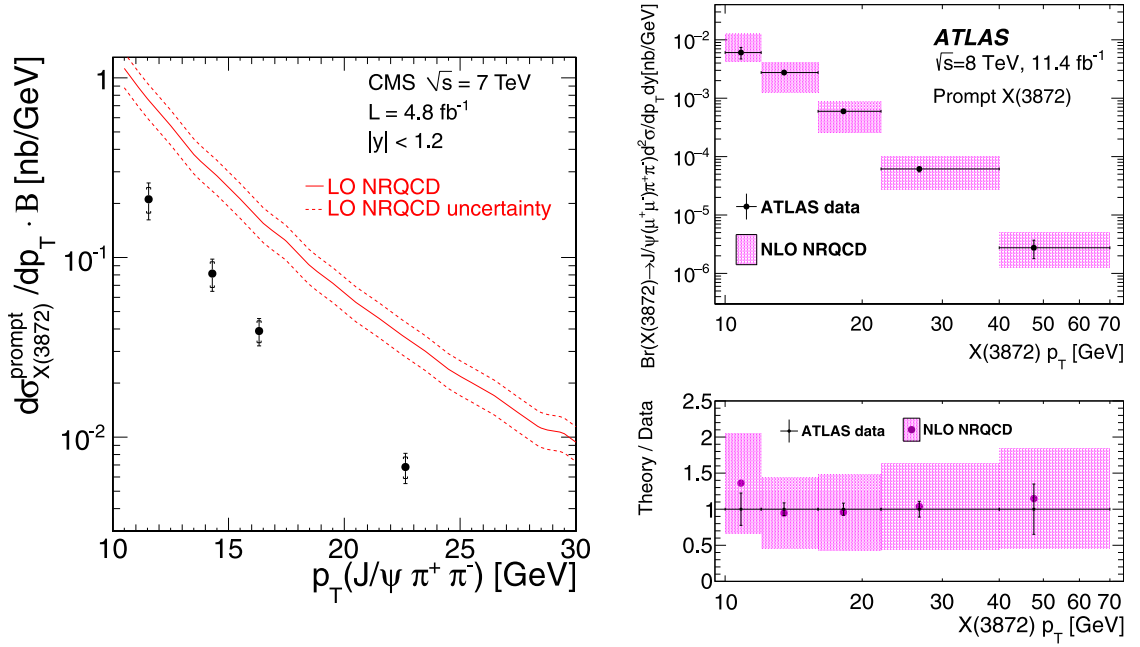 dσ^prompt_X(3872) /dp_T · B [nb/GeV]
1
10^-1
10^-2
CMS √s = 7 TeV
L = 4.8 fb^-1
|y| < 1.2
LO NRQCD
LO NRQCD uncertainty
10 15 20 25 30
p_T(J/ψ π^+ π^-) [GeV]
Br(X(3872)→J/ψ(μ^+μ^-)π^+π^-)d^2σ/dp_Tdy[nb/GeV]
10^-2
10^-3
10^-4
10^-5
10^-6
ATLAS
√s=8 TeV, 11.4 fb^-1
Prompt X(3872)
ATLAS data
NLO NRQCD
10 20 30 40 50 60 70
X(3872) p_T [GeV]
Theory / Data
2.5
2
1.5
1
0.5
0
ATLAS data
NLO NRQCD
10 20 30 40 50 60 70
X(3872) p_T [GeV]